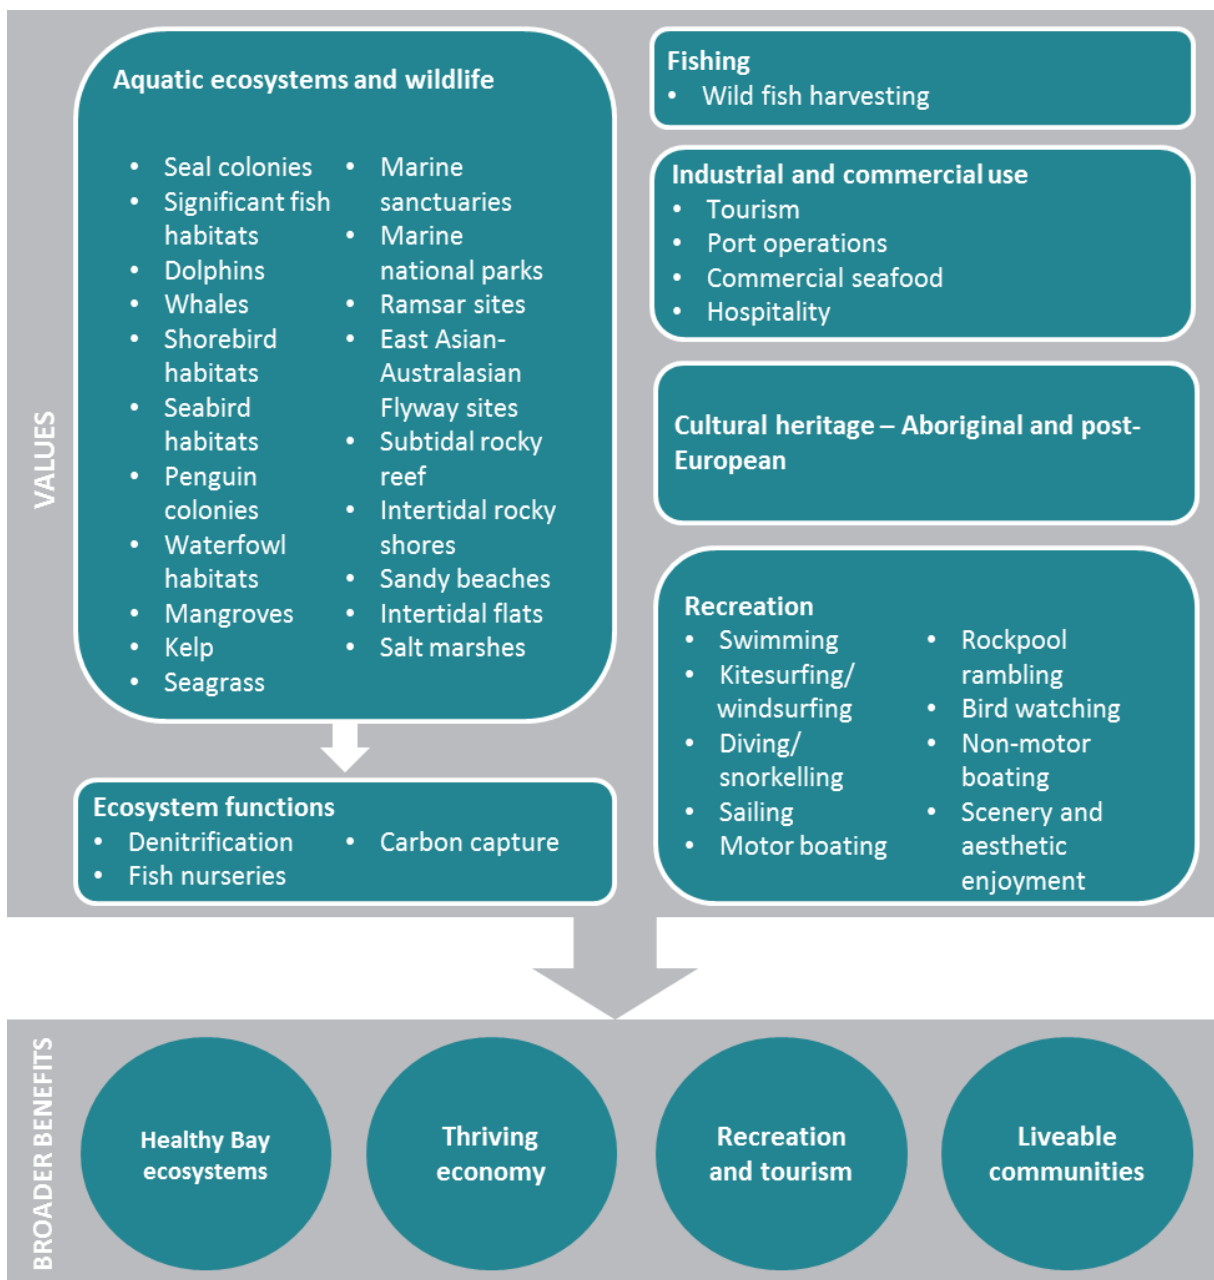 VALUES
Aquatic ecosystems and wildlife
• Seal colonies
• Significant fish
habitats
• Dolphins
• Whales
• Shorebird
habitats
• Seabird
habitats
• Penguin
colonies
• Waterfowl
habitats
• Mangroves
• Kelp
• Seagrass
• Marine
sanctuaries
• Marine
national parks
• Ramsar sites
• East Asian-
Australasian
Flyway sites
• Subtidal rocky
reef
• Intertidal rocky
shores
• Sandy beaches
• Intertidal flats
• Salt marshes
Ecosystem functions
• Denitrification
• Fish nurseries
• Carbon capture
Fishing
• Wild fish harvesting
Industrial and commercial use
• Tourism
• Port operations
• Commercial seafood
• Hospitality
Cultural heritage – Aboriginal and post-
European
Recreation
• Swimming
• Kitesurfing/
windsurfing
• Diving/
snorkelling
• Sailing
• Motor boating
• Rockpool
rambling
• Bird watching
• Non-motor
boating
• Scenery and
aesthetic
enjoyment
BROADER BENEFITS
Healthy Bay
ecosystems
Thriving
economy
Recreation
and tourism
Liveable
communities